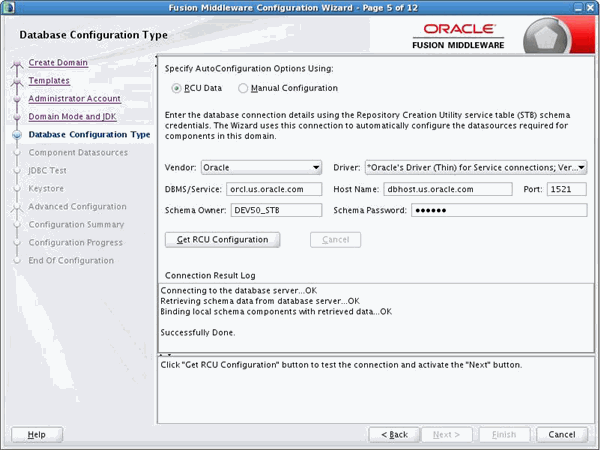 Fusion Middleware Configuration Wizard - Page 5 of 12
Database Configuration Type
ORACLE
FUSION MIDDLEWARE
Create Domain
Templates
Administrator Account
Domain Mode and JDK
Database Configuration Type
Component Datasources
JDBC Test
Keystore
Advanced Configuration
Configuration Summary
Configuration Progress
End Of Configuration
Specify AutoConfiguration Options Using:
RCU Data Manual Configuration
Enter the database connection details using the Repository Creation Utility service table (STB) schema
credentials. The Wizard uses this connection to automatically configure the datasources required for
components in this domain.
Vendor: Oracle Driver: *Oracle's Driver (Thin) for Service connections; Ver...
DBMS/Service: orcl.us.oracle.com Host Name: dbhost.us.oracle.com Port: 1521
Schema Owner: DEV50_STB Schema Password: ••••••
Get RCU Configuration Cancel
Connection Result Log
Connecting to the database server...OK
Retrieving schema data from database server...OK
Binding local schema components with retrieved data...OK
Successfully Done.
Click "Get RCU Configuration" button to test the connection and activate the "Next" button.
Help < Back Next > Finish Cancel